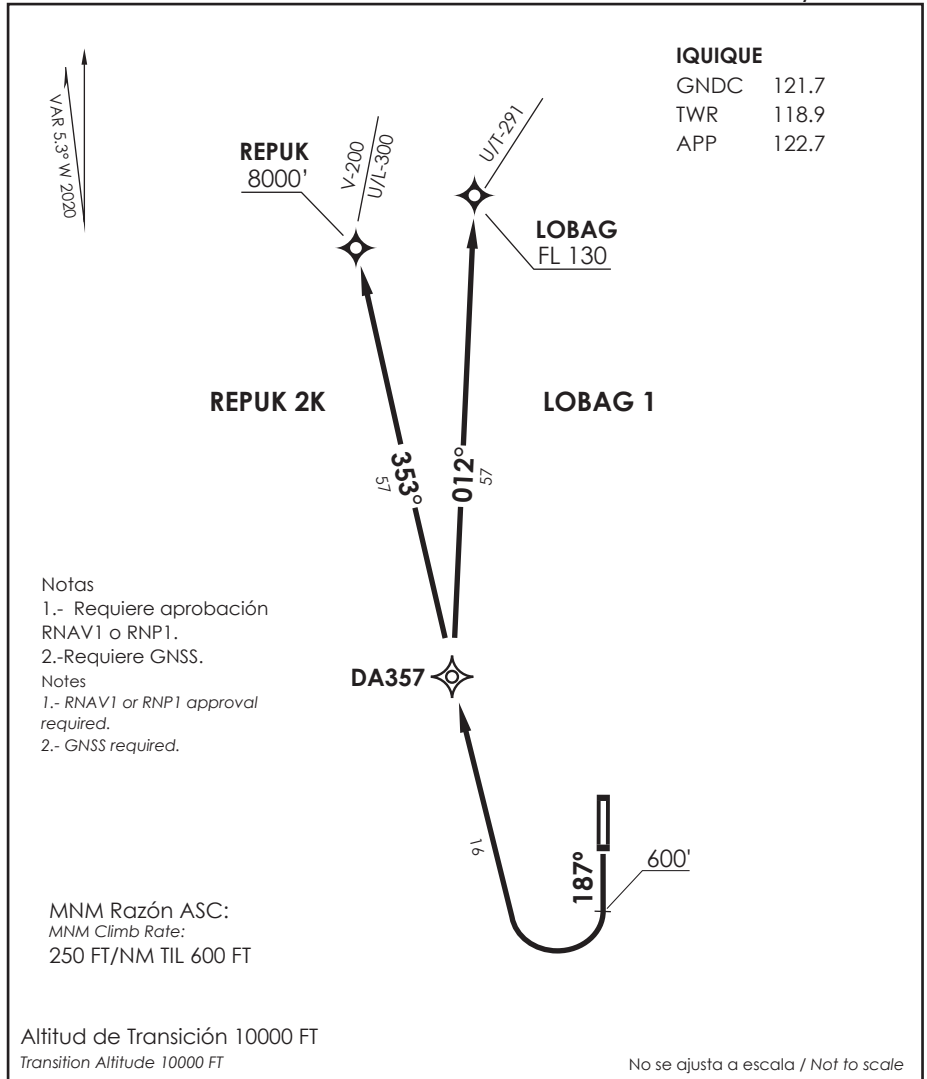 IQUIQUE
GNDC 121.7
TWR 118.9
APP 122.7
VAR 5.3° W 2020
REPUK
8000'
V-200
U/L-300
U/T-291
LOBAG
FL 130
REPUK 2K
LOBAG 1
353°
57
012°
57
Notas
1.- Requiere aprobación
RNAV1 o RNP1.
2.-Requiere GNSS.
Notes
1.- RNAV1 or RNP1 approval
required.
2.- GNSS required.
DA357
16
187°
600'
MNM Razón ASC:
MNM Climb Rate:
250 FT/NM TIL 600 FT
Altitud de Transición 10000 FT
Transition Altitude 10000 FT
No se ajusta a escala / Not to scale